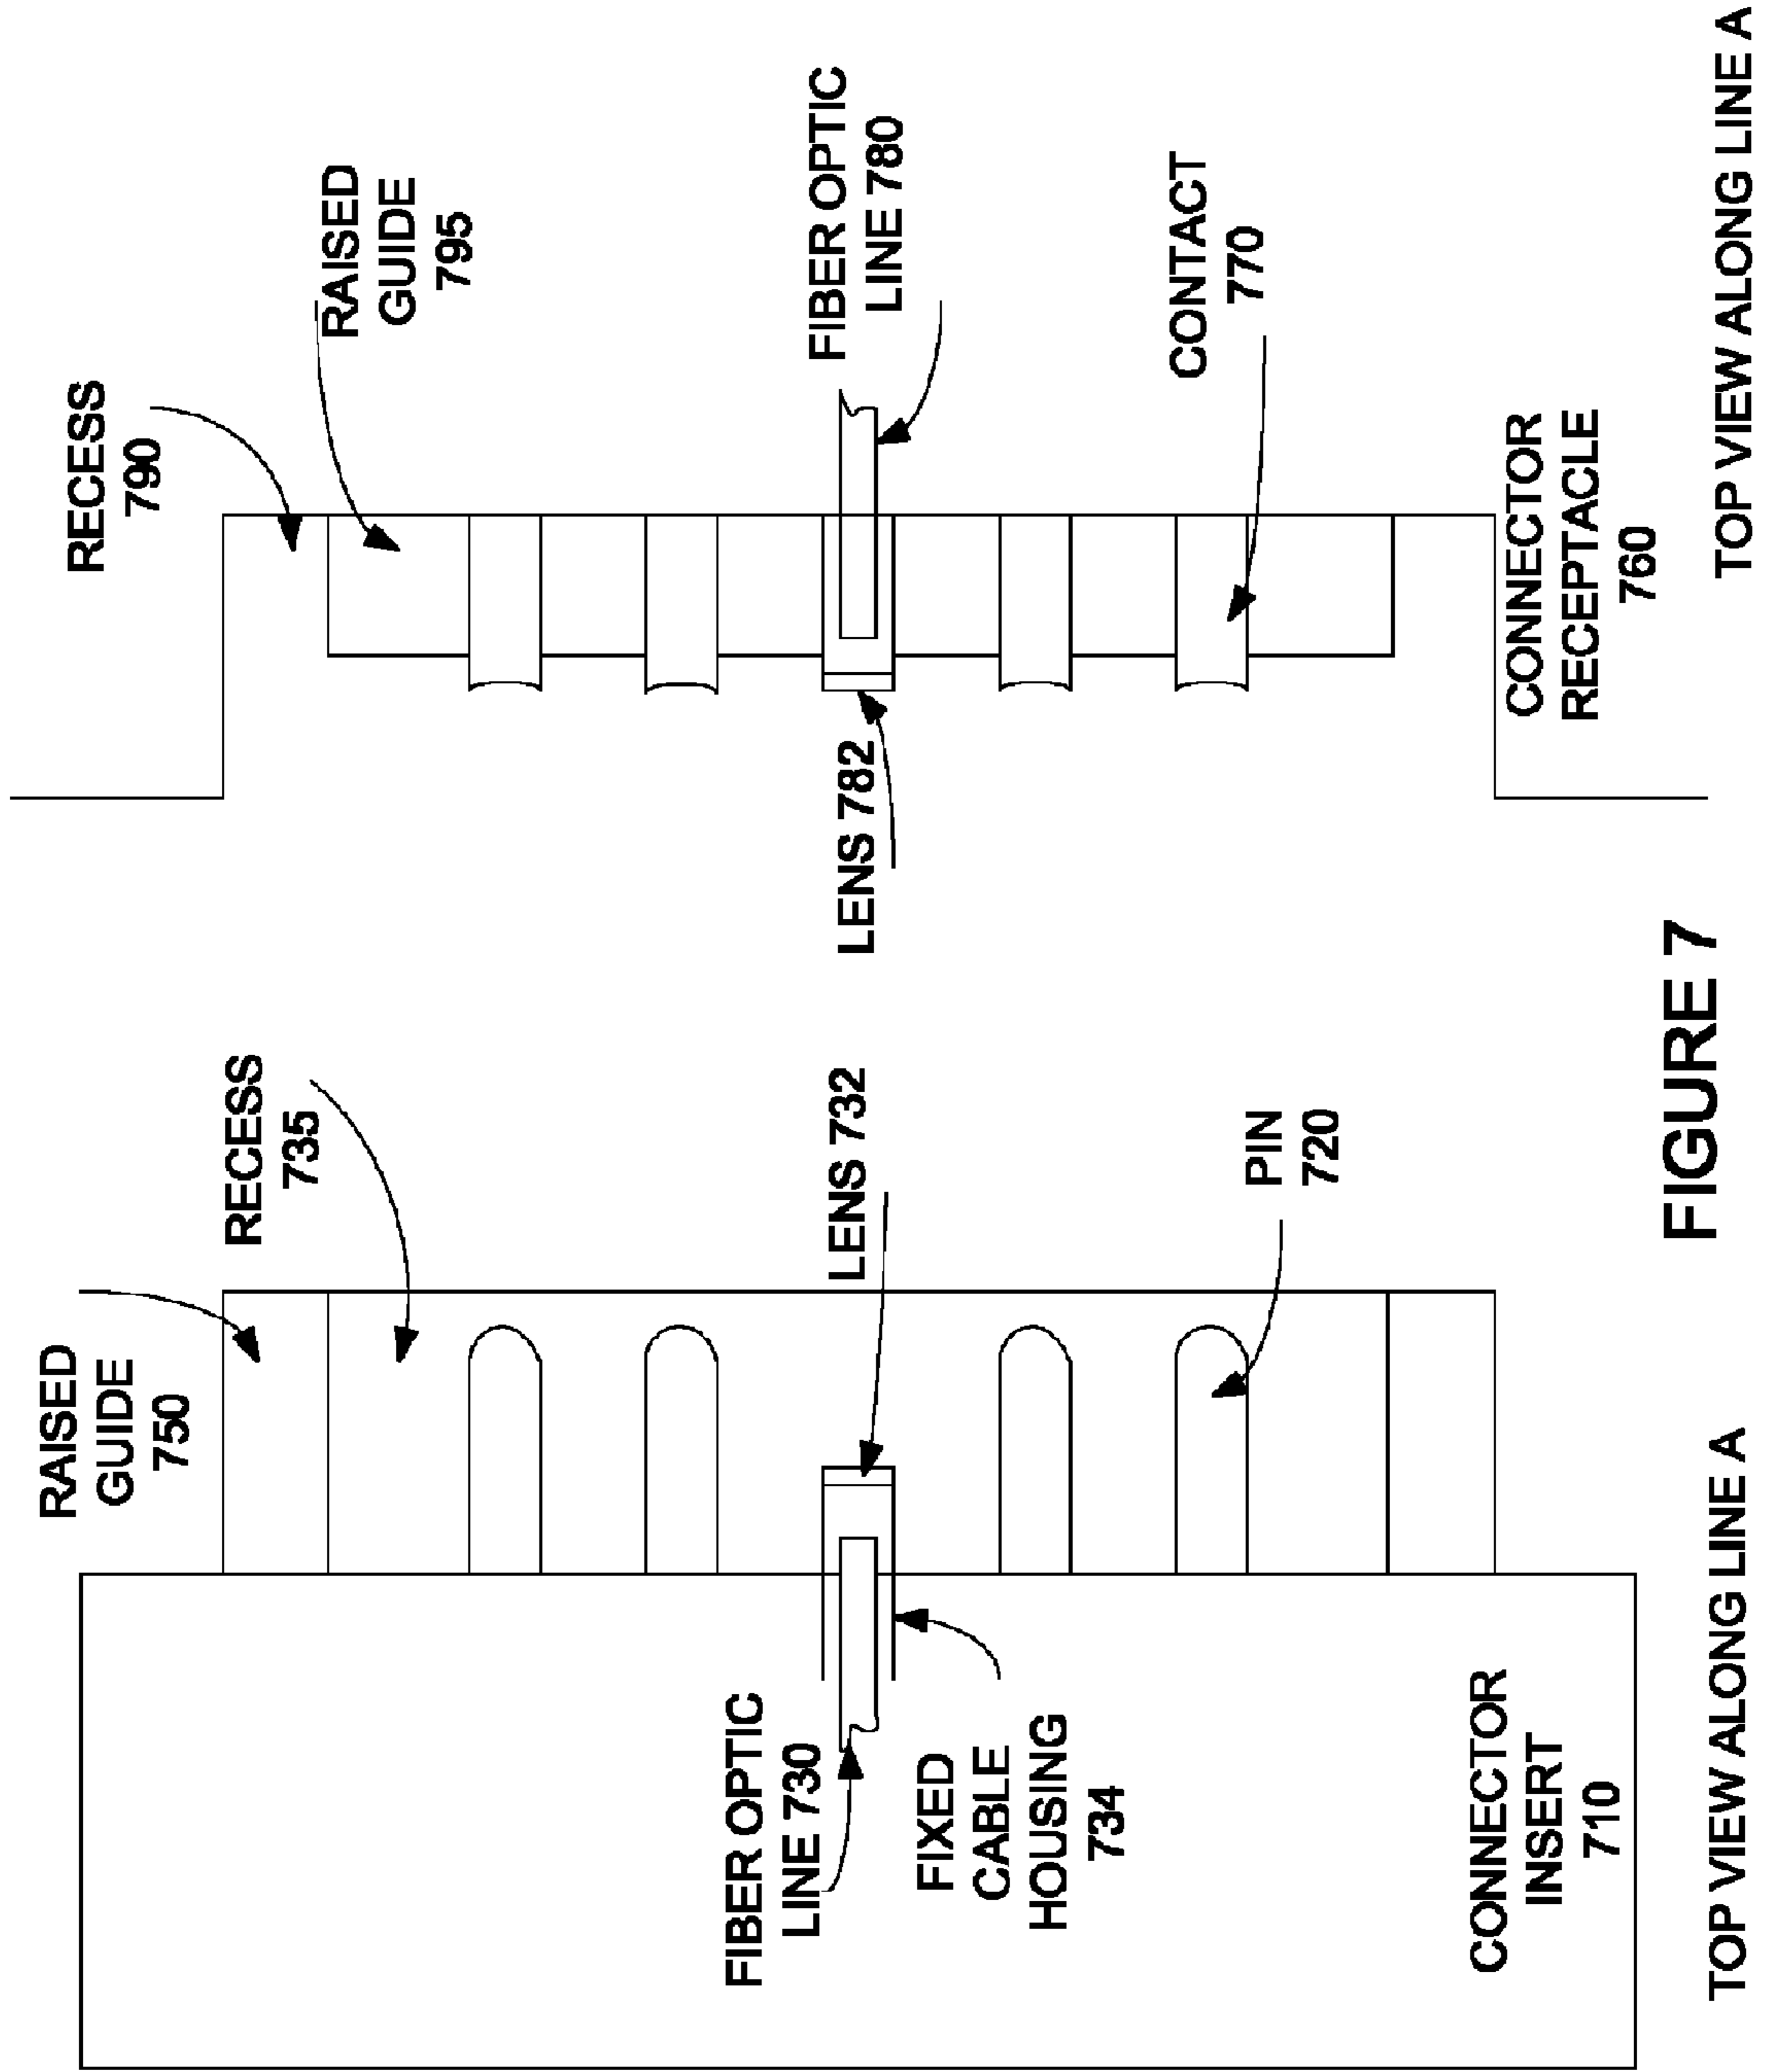 RAISED
GUIDE
750
RECESS
735
LENS 732
PIN
720
FIBER OPTIC
LINE 730
FIXED
CABLE
HOUSING
734
CONNECTOR
INSERT
710
TOP VIEW ALONG LINE A
RECESS
790
RAISED
GUIDE
795
FIBER OPTIC
LINE 780
LENS 782
CONTACT
770
CONNECTOR
RECEPTACLE
760
TOP VIEW ALONG LINE A
FIGURE 7